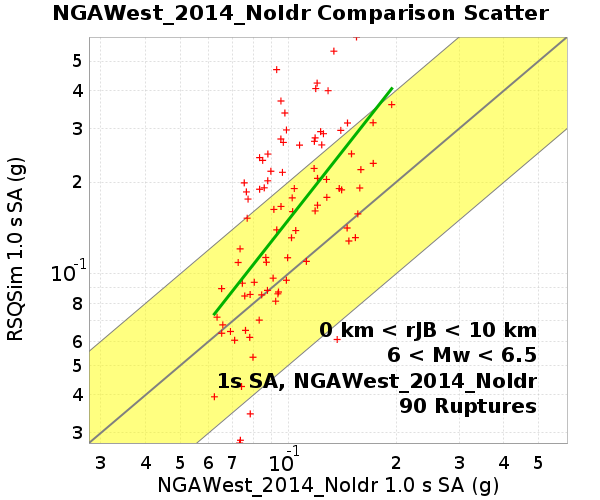 NGAWest_2014_NoIdr Comparison Scatter
RSQSim 1.0 s SA (g)
5
4
3
2
10⁻¹
8
6
5
4
3
0 km < rJB < 10 km
6 < Mw < 6.5
1s SA, NGAWest_2014_NoIdr
90 Ruptures
3 4 5 6 7 10⁻¹ 2 3 4 5
NGAWest_2014_NoIdr 1.0 s SA (g)